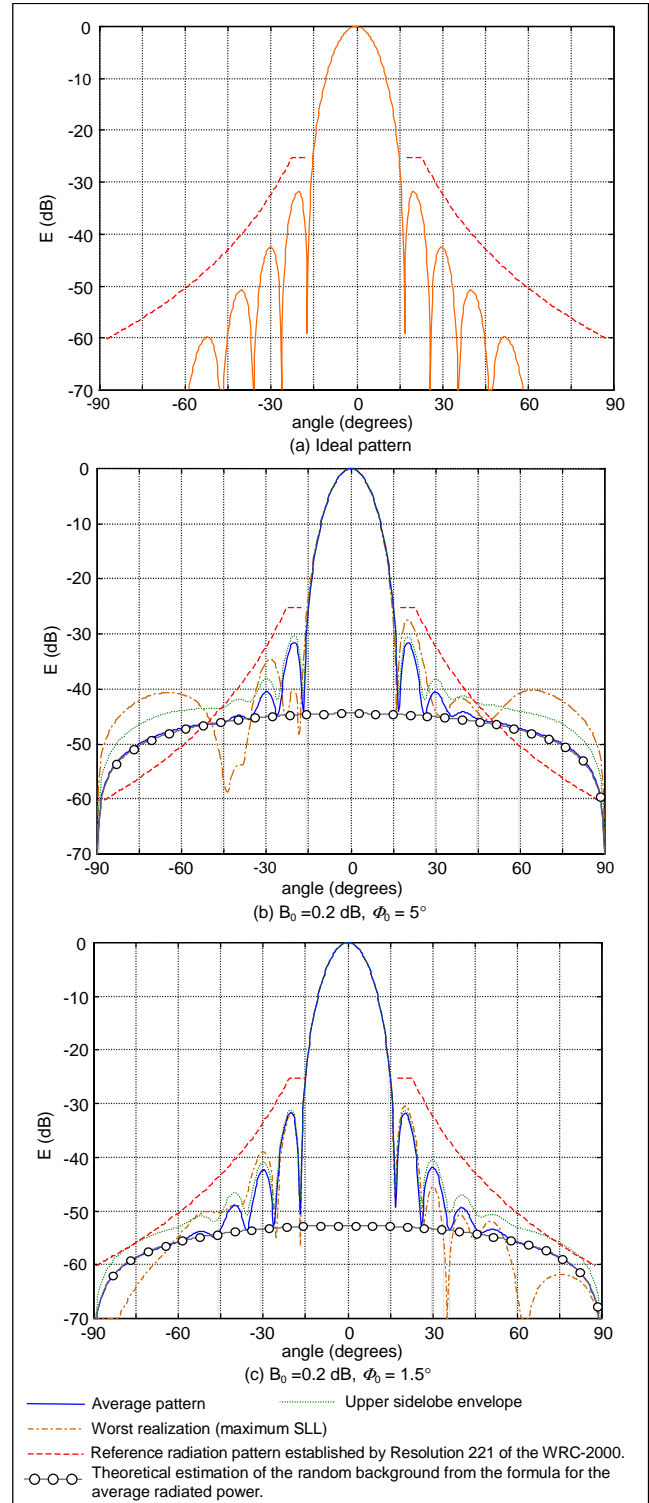 0
-10
-20
-30
-40
-50
-60
-70
E (dB)
-90 -60 -30 0 30 60 90
angle (degrees)
(a) Ideal pattern
0
-10
-20
-30
-40
-50
-60
-70
E (dB)
-90 -60 -30 0 30 60 90
angle (degrees)
(b) B₀ =0.2 dB, Φ₀ = 5°
0
-10
-20
-30
-40
-50
-60
-70
E (dB)
-90 -60 -30 0 30 60 90
angle (degrees)
(c) B₀ =0.2 dB, Φ₀ = 1.5°
Average pattern Upper sidelobe envelope
Worst realization (maximum SLL)
Reference radiation pattern established by Resolution 221 of the WRC-2000.
Theoretical estimation of the random background from the formula for the
average radiated power.